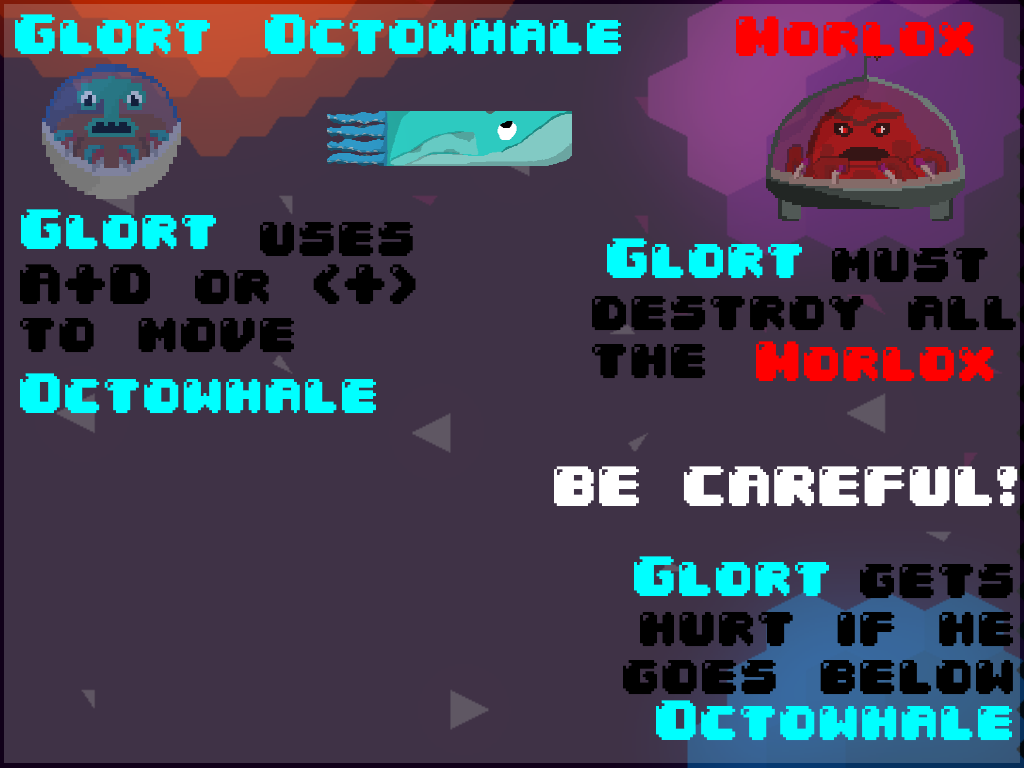 Glort Octowhale Morlox
Glort uses
A+D or <+>
to move
Octowhale
Glort must
destroy all
the Morlox
Be careful!
Glort gets
hurt if he
goes below
Octowhale